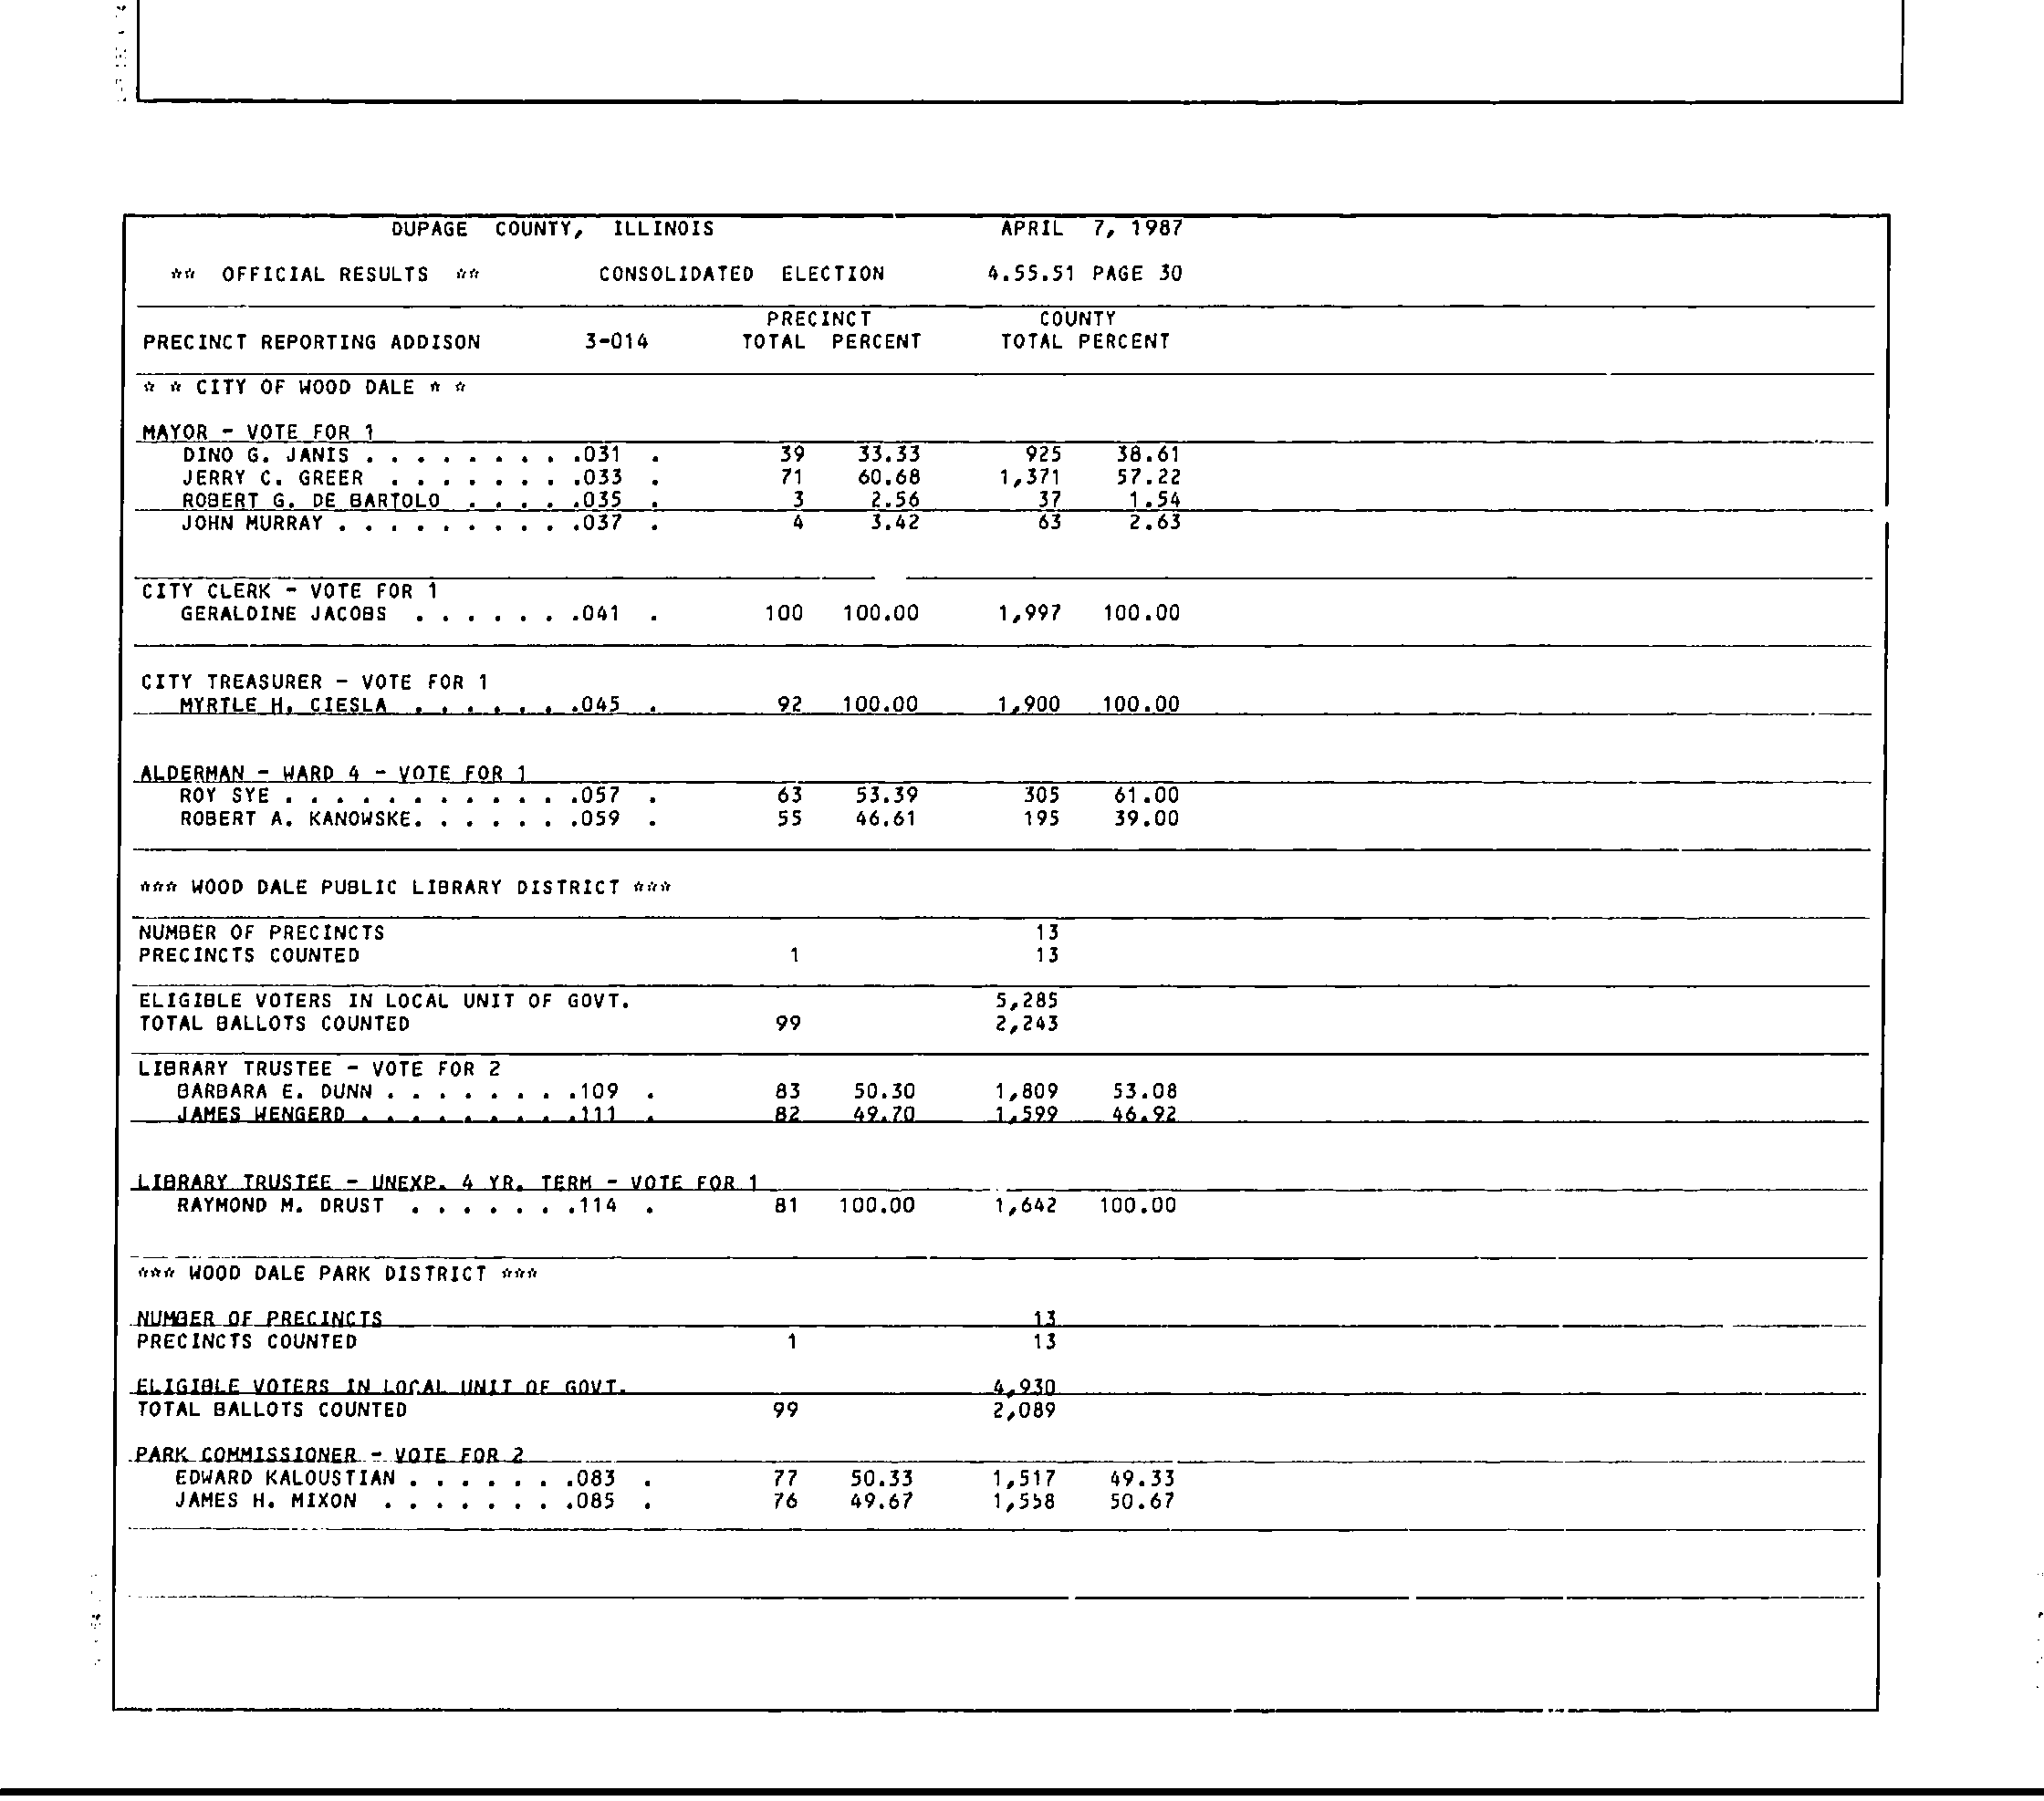 DUPAGE COUNTY, ILLINOIS APRIL 7, 1987
** OFFICIAL RESULTS ** CONSOLIDATED ELECTION 4.55.51 PAGE 30
PRECINCT COUNTY
PRECINCT REPORTING ADDISON 3-014 TOTAL PERCENT TOTAL PERCENT
* * CITY OF WOOD DALE * *
MAYOR - VOTE FOR 1
DINO G. JANIS . . . . . . . . .031 . 39 33.33 925 38.61
JERRY C. GREER . . . . . . . .033 . 71 60.68 1,371 57.22
ROBERT G. DE BARTOLO . . . . .035 . 3 2.56 37 1.54
JOHN MURRAY . . . . . . . . . .037 . 4 3.42 63 2.63
CITY CLERK - VOTE FOR 1
GERALDINE JACOBS . . . . . . .041 . 100 100.00 1,997 100.00
CITY TREASURER - VOTE FOR 1
MYRTLE H. CIESLA . . . . . . .045 . 92 100.00 1,900 100.00
ALDERMAN - WARD 4 - VOTE FOR 1
ROY SYE . . . . . . . . . . . .057 . 63 53.39 305 61.00
ROBERT A. KANOWSKE. . . . . . .059 . 55 46.61 195 39.00
*** WOOD DALE PUBLIC LIBRARY DISTRICT ***
NUMBER OF PRECINCTS 13
PRECINCTS COUNTED 1 13
ELIGIBLE VOTERS IN LOCAL UNIT OF GOVT. 5,285
TOTAL BALLOTS COUNTED 99 2,243
LIBRARY TRUSTEE - VOTE FOR 2
BARBARA E. DUNN . . . . . . . .109 . 83 50.30 1,809 53.08
JAMES WENGERD . . . . . . . . .111 . 82 49.70 1,599 46.92
LIBRARY TRUSTEE - UNEXP. 4 YR. TERM - VOTE FOR 1
RAYMOND M. DRUST . . . . . . .114 . 81 100.00 1,642 100.00
*** WOOD DALE PARK DISTRICT ***
NUMBER OF PRECINCTS 13
PRECINCTS COUNTED 1 13
ELIGIBLE VOTERS IN LOCAL UNIT OF GOVT. 4,930
TOTAL BALLOTS COUNTED 99 2,089
PARK COMMISSIONER - VOTE FOR 2
EDWARD KALOUSTIAN . . . . . . .083 . 77 50.33 1,517 49.33
JAMES H. MIXON . . . . . . . .085 . 76 49.67 1,558 50.67